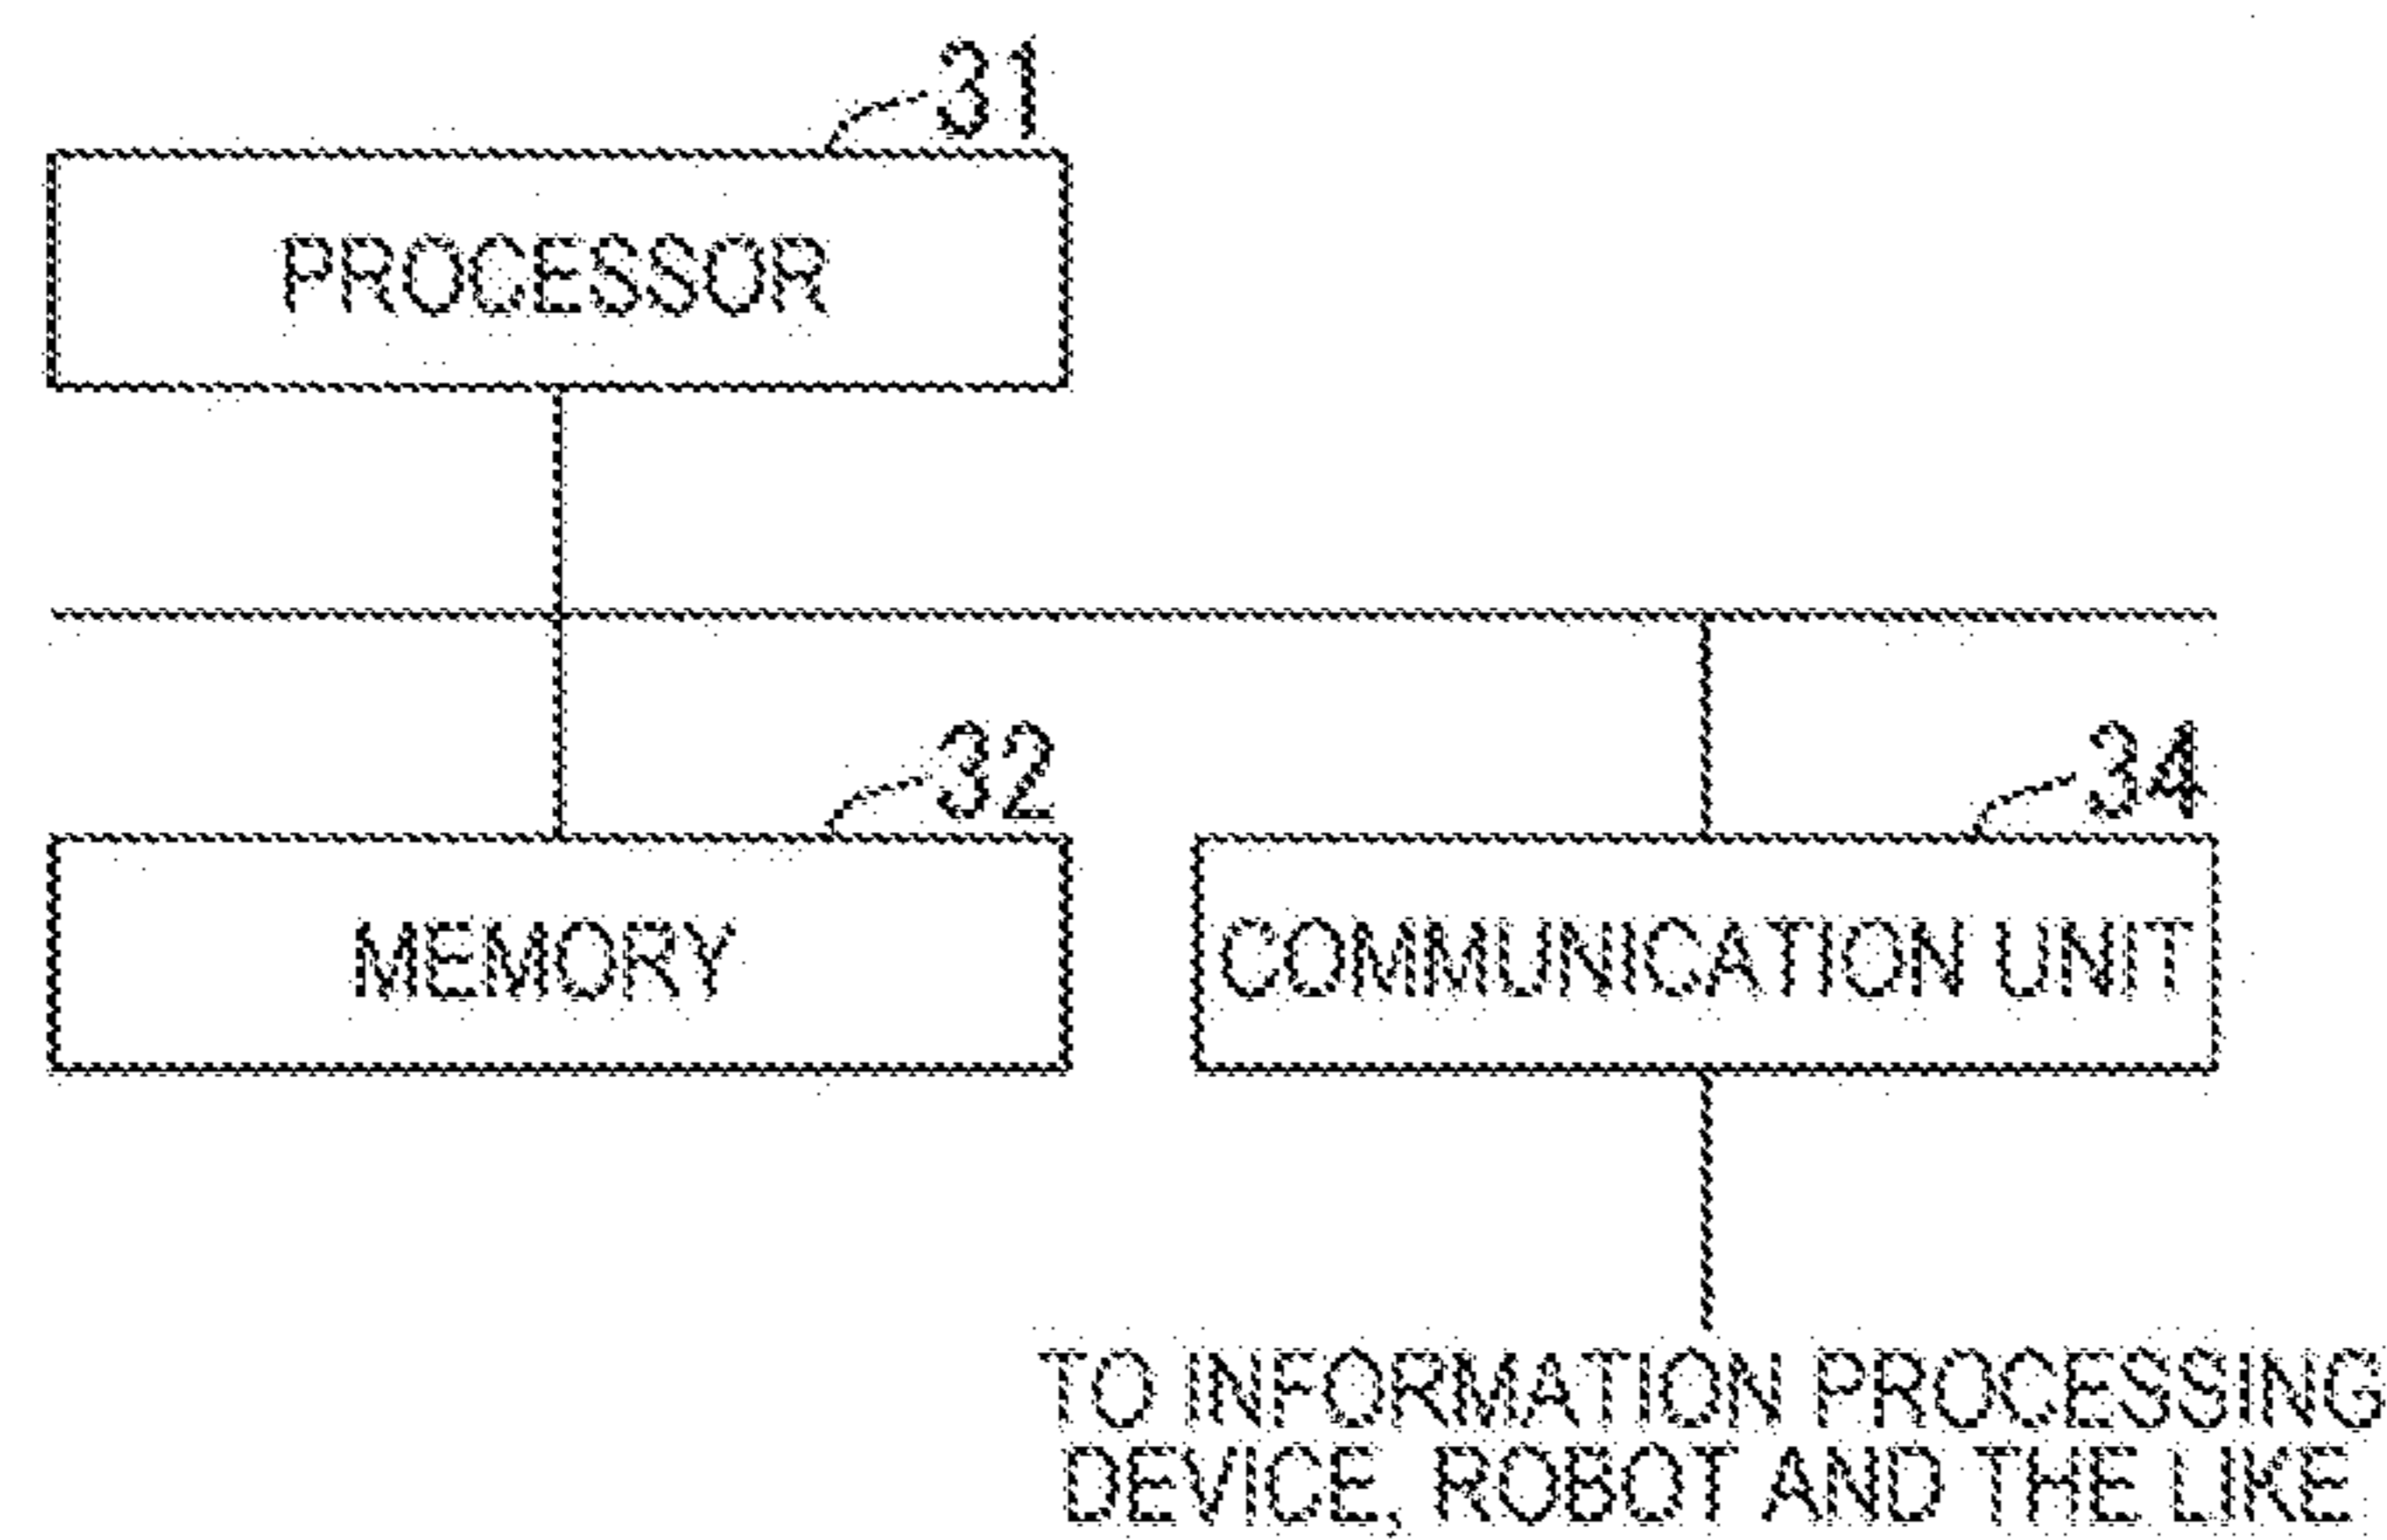 31
PROCESSOR
32
34
MEMORY
COMMUNICATION UNIT
TO INFORMATION PROCESSING
DEVICE, ROBOT AND THE LIKE